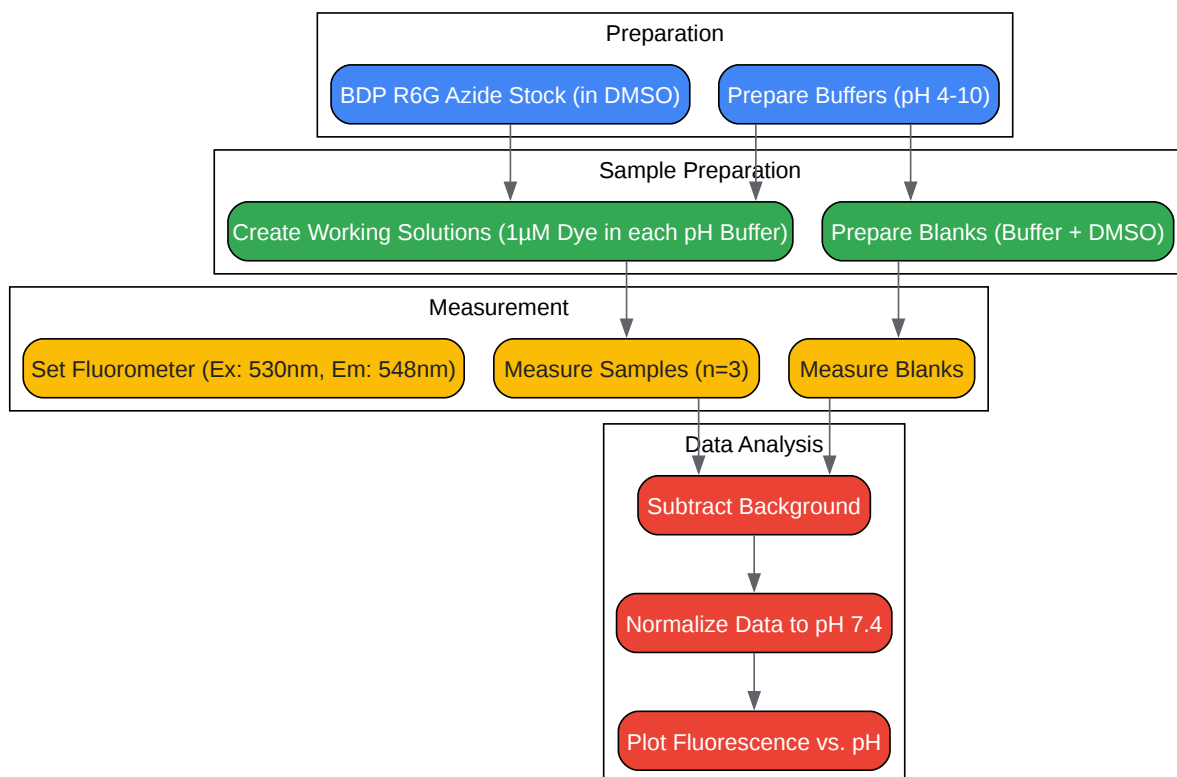 Preparation
BDP R6G Azide Stock (in DMSO)
Prepare Buffers (pH 4-10)
Sample Preparation
Create Working Solutions (1µM Dye in each pH Buffer)
Prepare Blanks (Buffer + DMSO)
Measurement
Set Fluorometer (Ex: 530nm, Em: 548nm)
Measure Samples (n=3)
Measure Blanks
Data Analysis
Subtract Background
Normalize Data to pH 7.4
Plot Fluorescence vs. pH